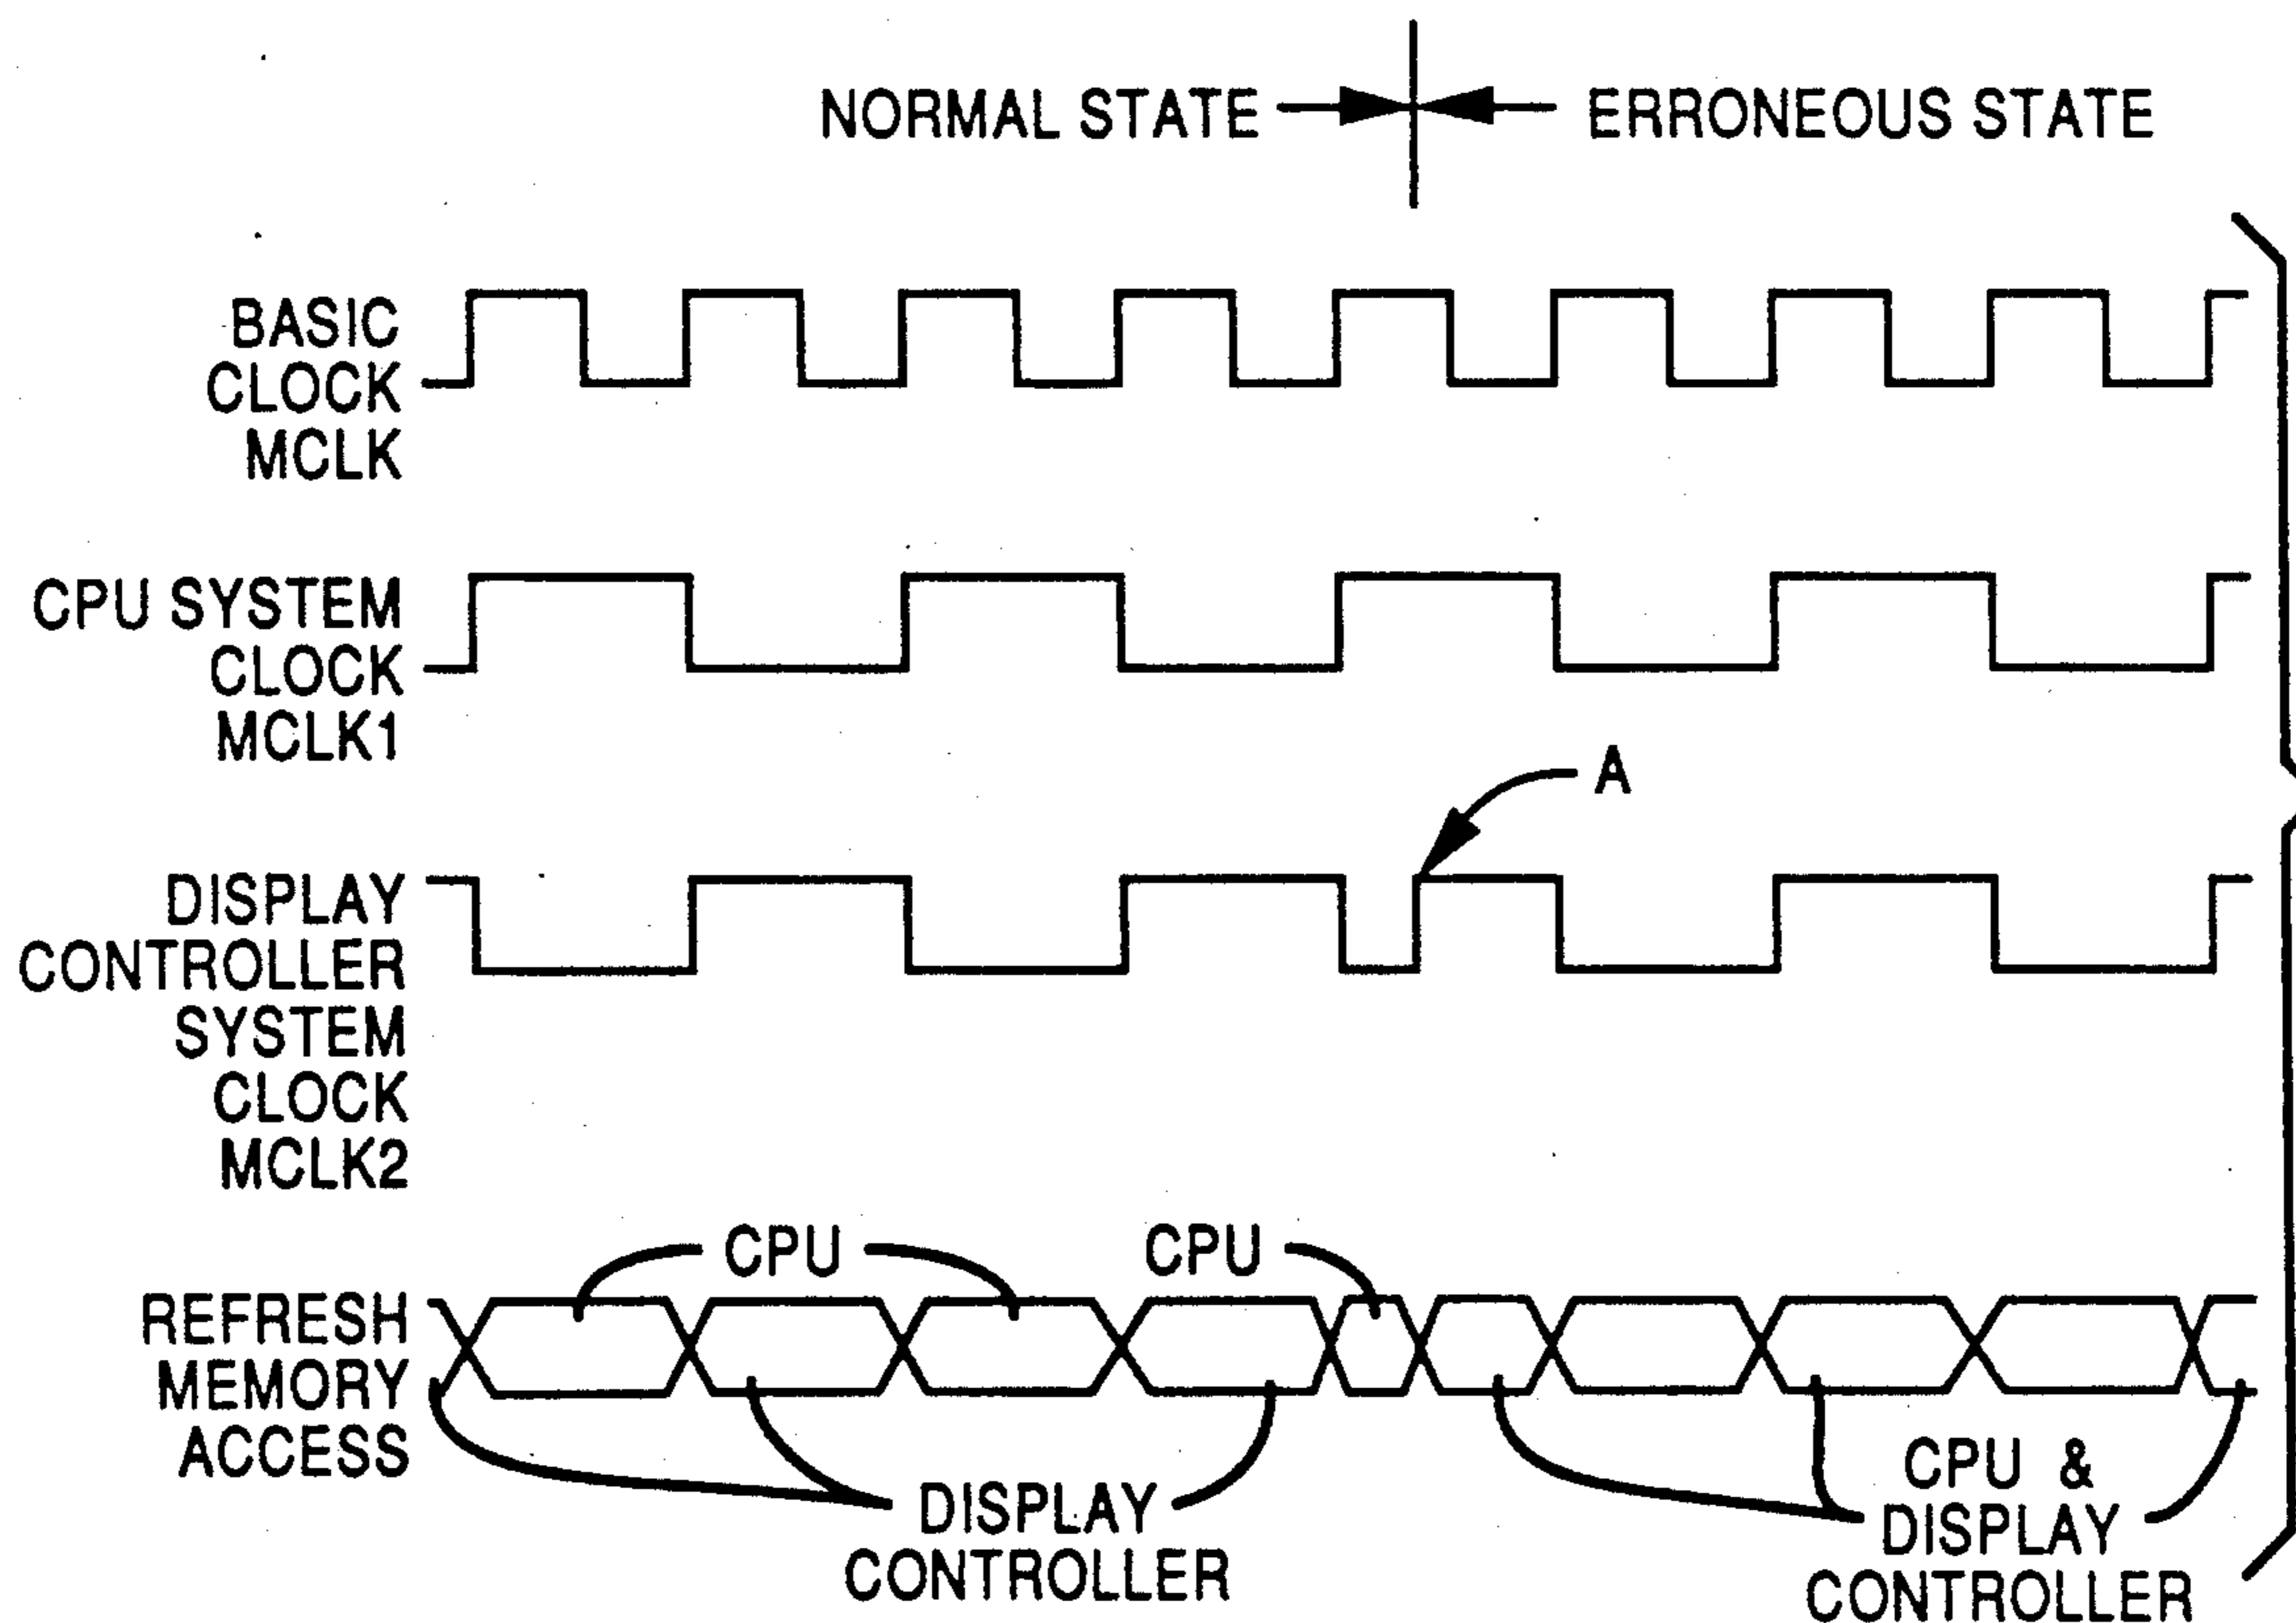 NORMAL STATE
ERRONEOUS STATE
BASIC
CLOCK
MCLK
CPU SYSTEM
CLOCK
MCLK1
A
DISPLAY
CONTROLLER
SYSTEM
CLOCK
MCLK2
CPU
CPU
REFRESH
MEMORY
ACCESS
DISPLAY
CONTROLLER
CPU &
DISPLAY
CONTROLLER